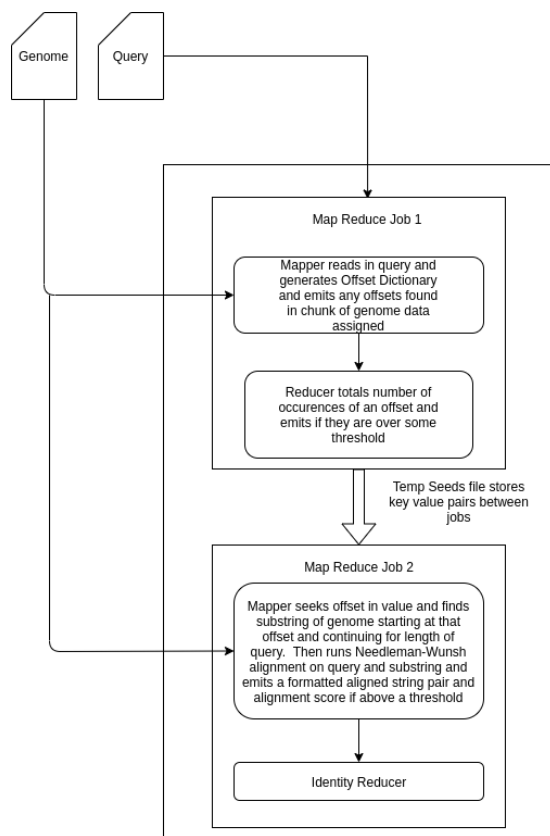 Genome
Query
Map Reduce Job 1
Mapper reads in query and
generates Offset Dictionary
and emits any offsets found
in chunk of genome data
assigned
Reducer totals number of
occurences of an offset and
emits if they are over some
threshold
Temp Seeds file stores
key value pairs between
jobs
Map Reduce Job 2
Mapper seeks offset in value and finds
substring of genome starting at that
offset and continuing for length of
query.  Then runs Needleman-Wunsh
alignment on query and substring and
emits a formatted aligned string pair and
alignment score if above a threshold
Identity Reducer